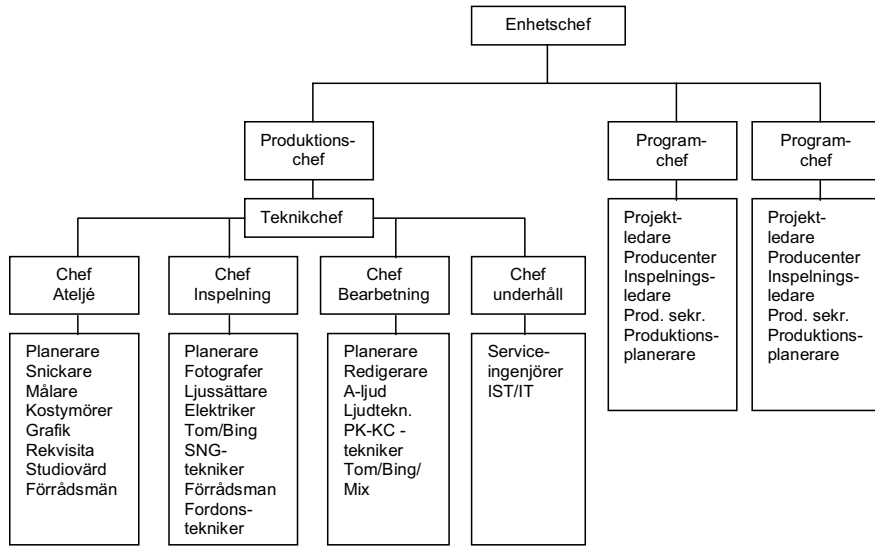 Enhetschef
Produktions-
chef
Program-
chef
Program-
chef
Teknikchef
Projekt-
ledare
Producenter
Inspelnings-
ledare
Prod. sekr.
Produktions-
planerare
Projekt-
ledare
Producenter
Inspelnings-
ledare
Prod. sekr.
Produktions-
planerare
Chef
Ateljé
Chef
Inspelning
Chef
Bearbetning
Chef
underhåll
Planerare
Snickare
Målare
Kostymörer
Grafik
Rekvisita
Studiovärd
Förrådsmän
Planerare
Fotografer
Ljussättare
Elektriker
Tom/Bing
SNG-
tekniker
Förrådsman
Fordons-
tekniker
Planerare
Redigerare
A-ljud
Ljudtekn.
PK-KC -
tekniker
Tom/Bing/
Mix
Service-
ingenjörer
IST/IT